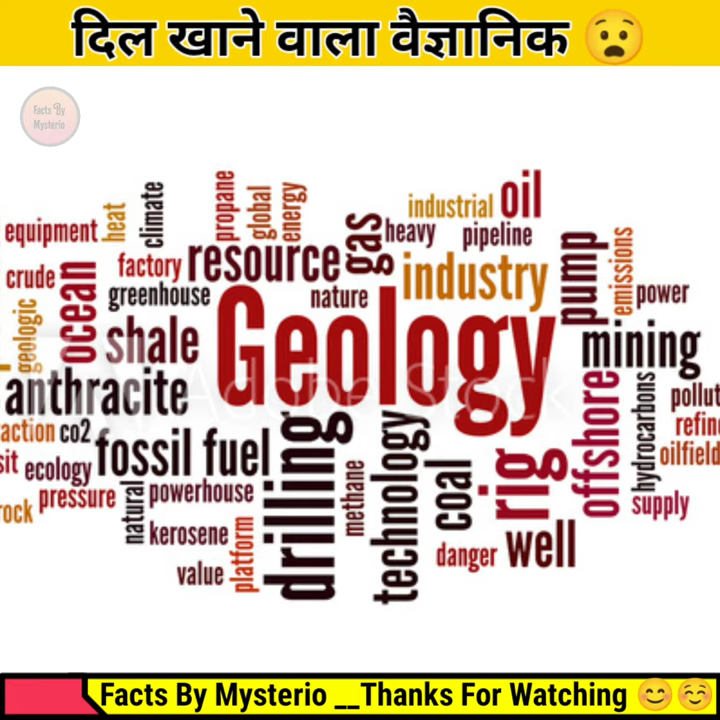 दिल खाने वाला वैज्ञानिक 😧
Facts By
Mysterio
equipment
heat
climate
propane
global
energy
industrial
oil
crude
ocean
factory
resource
gas
heavy
pipeline
pump
emissions
greenhouse
nature
industry
power
geologic
shale
Geology
mining
anthracite
Adobe Stock
offshore
hydrocarbons
pollut
refine
oilfield
action
co2
fossil fuel
drilling
technology
coal
rig
sit
ecology
pressure
natural
powerhouse
methane
supply
rock
kerosene
platform
danger
well
value
Facts By Mysterio __Thanks For Watching 😊☺️